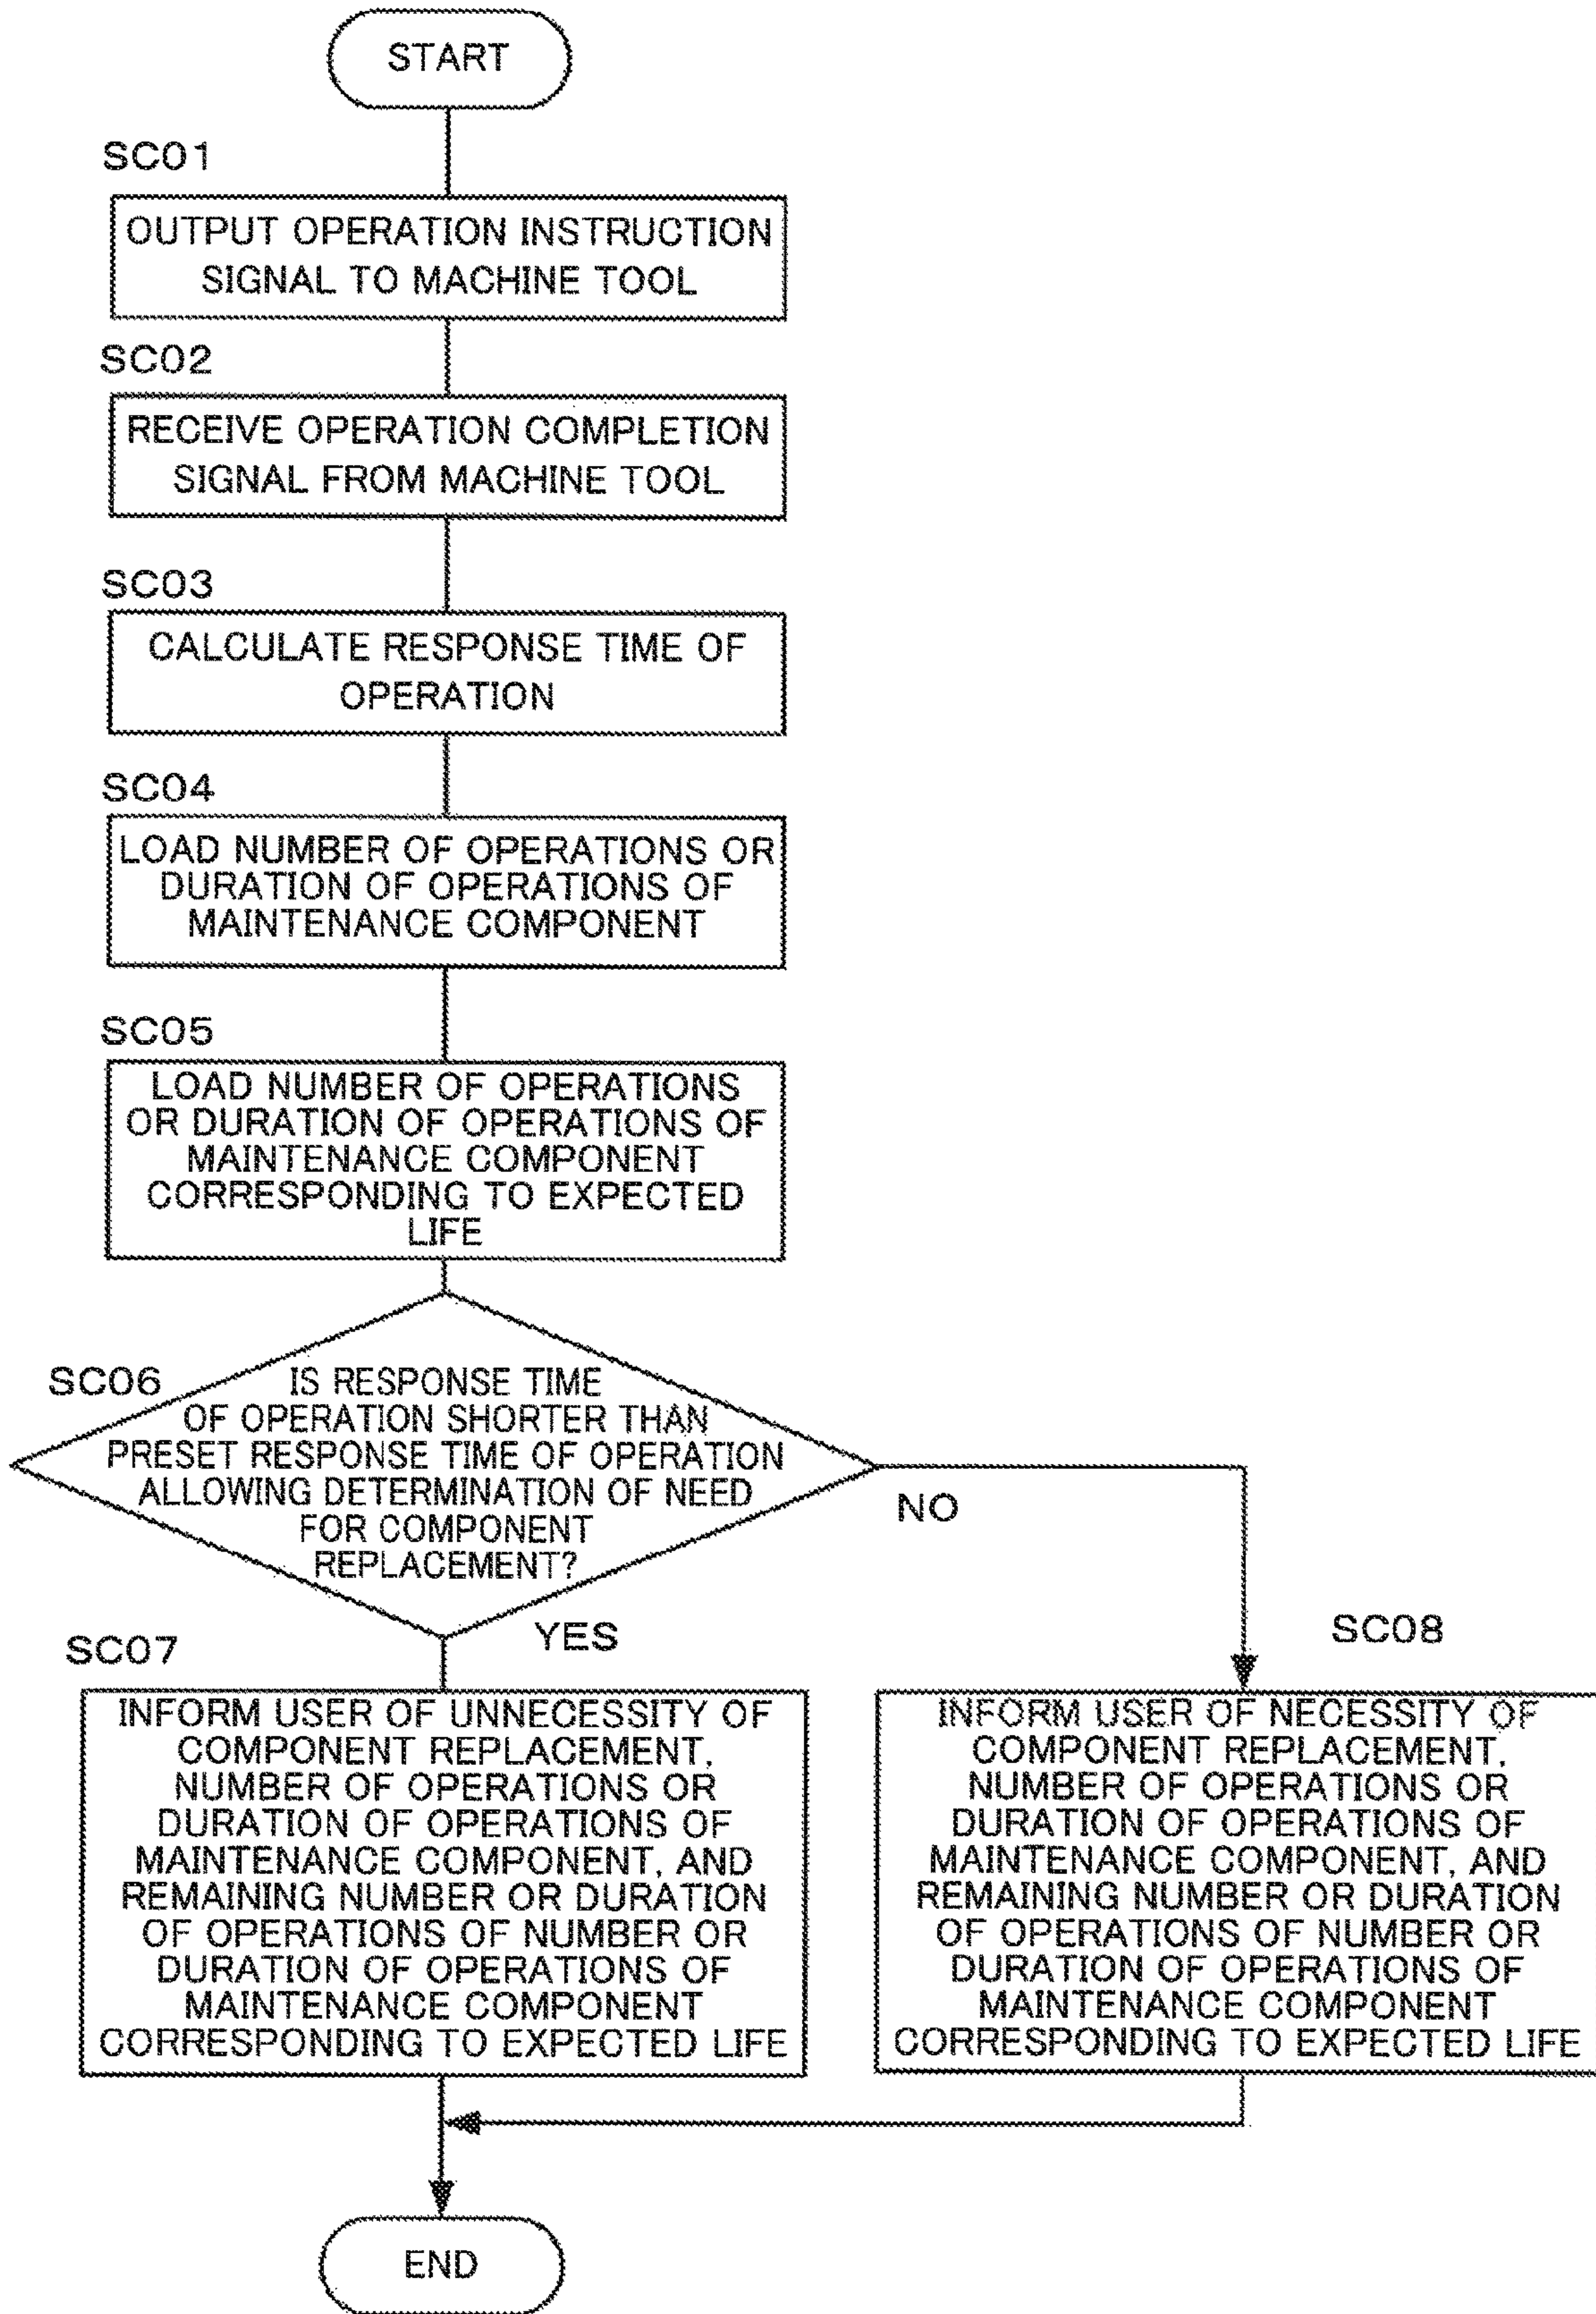 START
SC01
OUTPUT OPERATION INSTRUCTION
SIGNAL TO MACHINE TOOL
SC02
RECEIVE OPERATION COMPLETION
SIGNAL FROM MACHINE TOOL
SC03
CALCULATE RESPONSE TIME OF
OPERATION
SC04
LOAD NUMBER OF OPERATIONS OR
DURATION OF OPERATIONS OF
MAINTENANCE COMPONENT
SC05
LOAD NUMBER OF OPERATIONS
OR DURATION OF OPERATIONS OF
MAINTENANCE COMPONENT
CORRESPONDING TO EXPECTED
LIFE
SC06
IS RESPONSE TIME
OF OPERATION SHORTER THAN
PRESET RESPONSE TIME OF OPERATION
ALLOWING DETERMINATION OF NEED
FOR COMPONENT
REPLACEMENT?
NO
YES
SC07
INFORM USER OF UNNECESSITY OF
COMPONENT REPLACEMENT,
NUMBER OF OPERATIONS OR
DURATION OF OPERATIONS OF
MAINTENANCE COMPONENT, AND
REMAINING NUMBER OR DURATION
OF OPERATIONS OF NUMBER OR
DURATION OF OPERATIONS OF
MAINTENANCE COMPONENT
CORRESPONDING TO EXPECTED LIFE
SC08
INFORM USER OF NECESSITY OF
COMPONENT REPLACEMENT,
NUMBER OF OPERATIONS OR
DURATION OF OPERATIONS OF
MAINTENANCE COMPONENT, AND
REMAINING NUMBER OR DURATION
OF OPERATIONS OF NUMBER OR
DURATION OF OPERATIONS OF
MAINTENANCE COMPONENT
CORRESPONDING TO EXPECTED LIFE
END